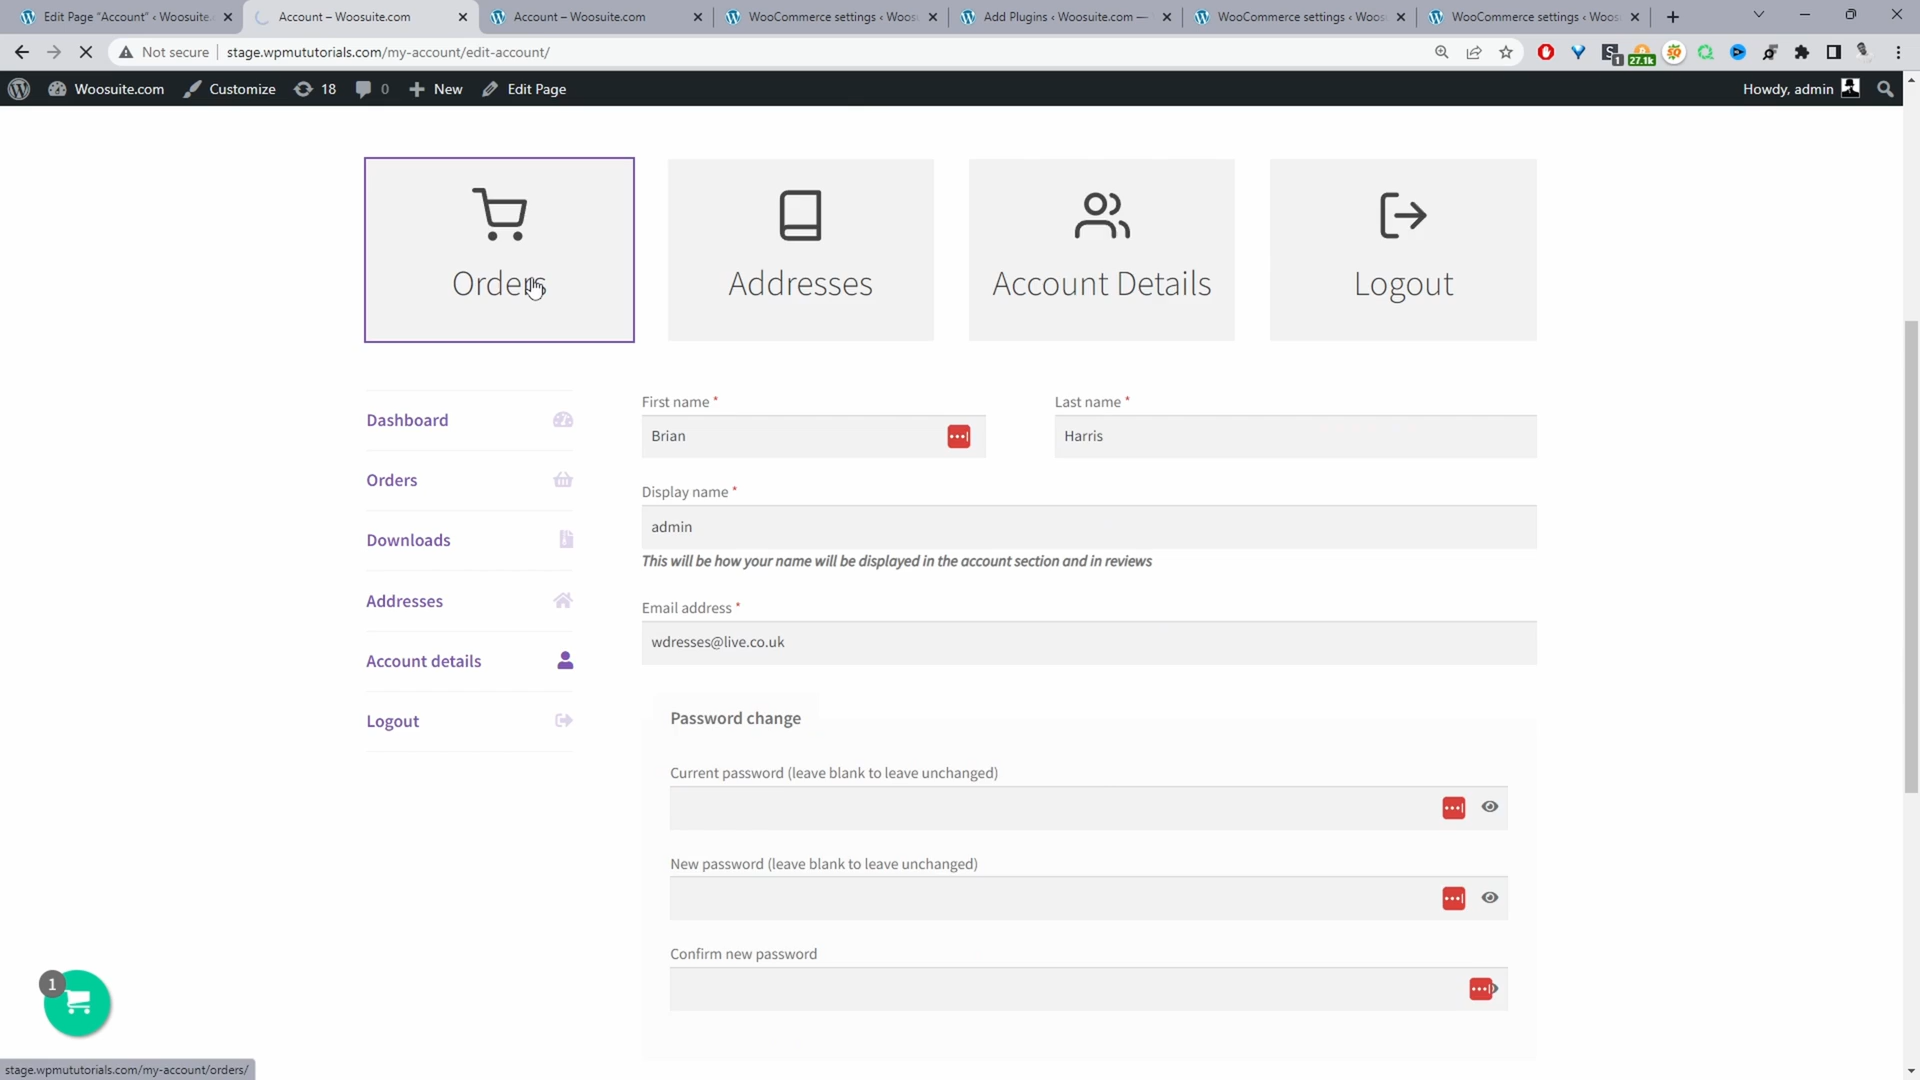 Edit Page "Account" ‹ Woosuite.
Account – Woosuite.com
Account – Woosuite.com
WooCommerce settings ‹ Woos
Add Plugins ‹ Woosuite.com —
WooCommerce settings ‹ Woos
WooCommerce settings ‹ Woos
Not secure
stage.wpmututorials.com/my-account/edit-account/
1
27.1k
Woosuite.com
Customize
18
0
New
Edit Page
Howdy, admin
Orders
Addresses
Account Details
Logout
Dashboard
Orders
Downloads
Addresses
Account details
Logout
First name *
Last name *
Brian
Harris
Display name *
admin
This will be how your name will be displayed in the account section and in reviews
Email address *
wdresses@live.co.uk
Password change
Current password (leave blank to leave unchanged)
New password (leave blank to leave unchanged)
Confirm new password
1
stage.wpmututorials.com/my-account/orders/